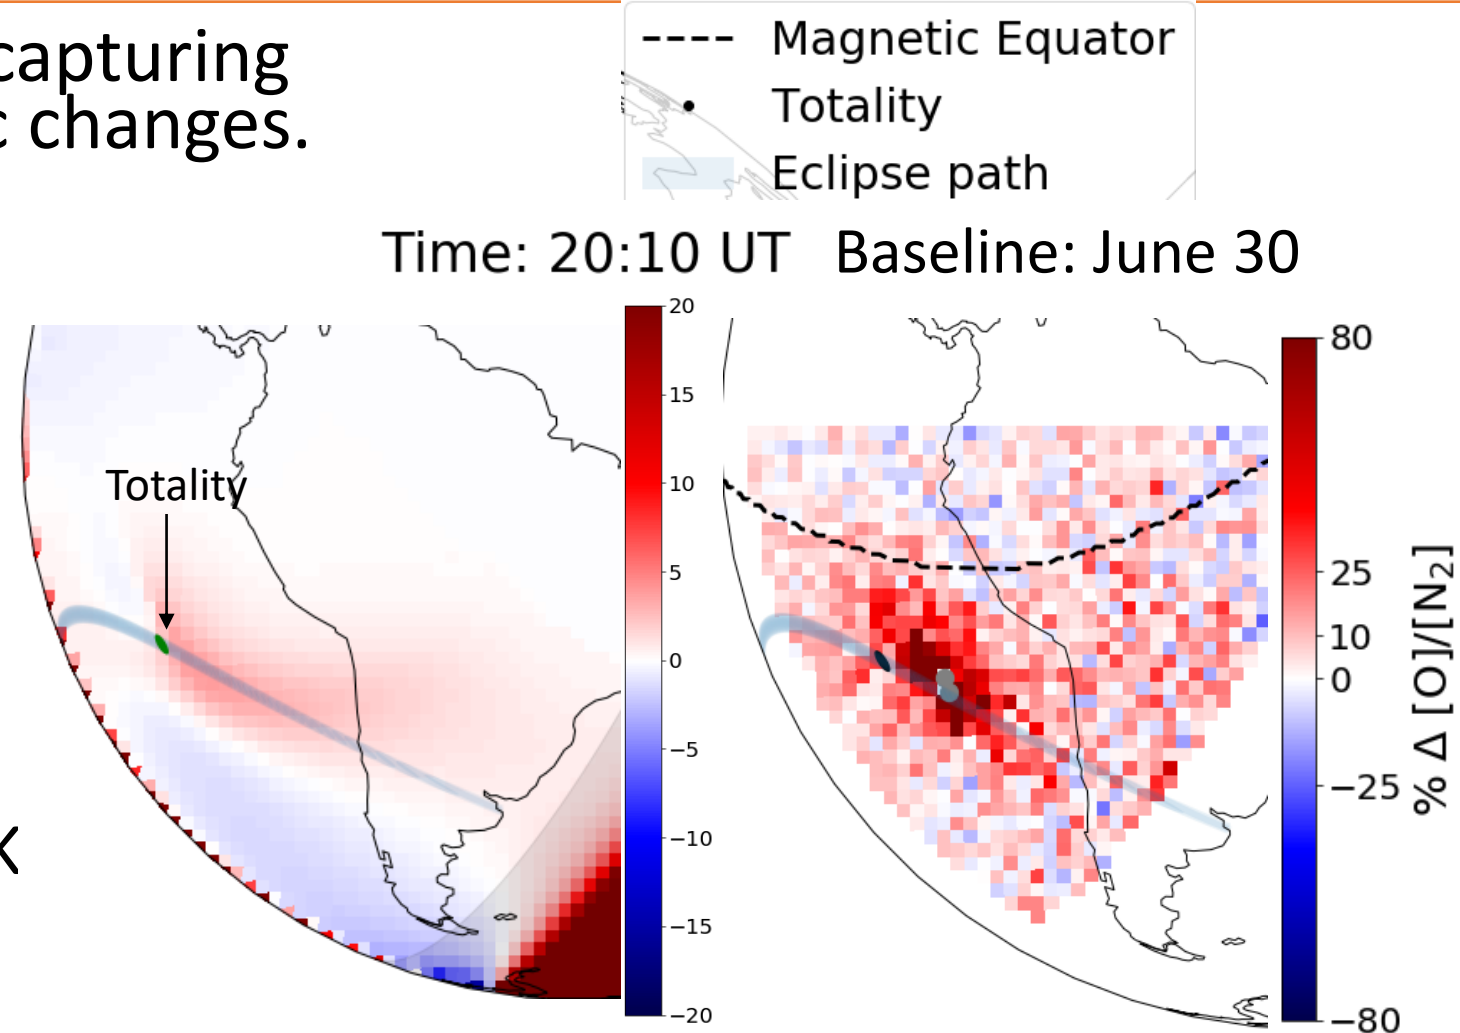 capturing
c changes.
Magnetic Equator
Totality
Eclipse path
Time: 20:10 UT Baseline: June 30
Totality
20
15
10
5
0
−5
−10
−15
−20
80
25
10
0
−25
−80
% Δ [O]/[N₂]
X